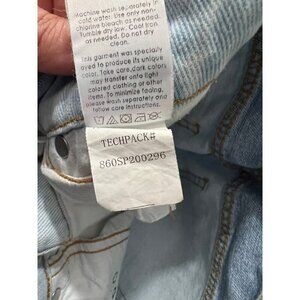 Machine wash separately in
cold water. Use only non-
chlorine bleach as needed.
Tumble dry low. Cool Iron
as needed. Do not dry
clean.
This garment was specially
dyed to produce its unique
color. Take care,dark colors
may transfer onto light
colored clothing or other
items. To minimize fading,
please wash separately and
follow care instructions.
TECHPACK#
860SP200296